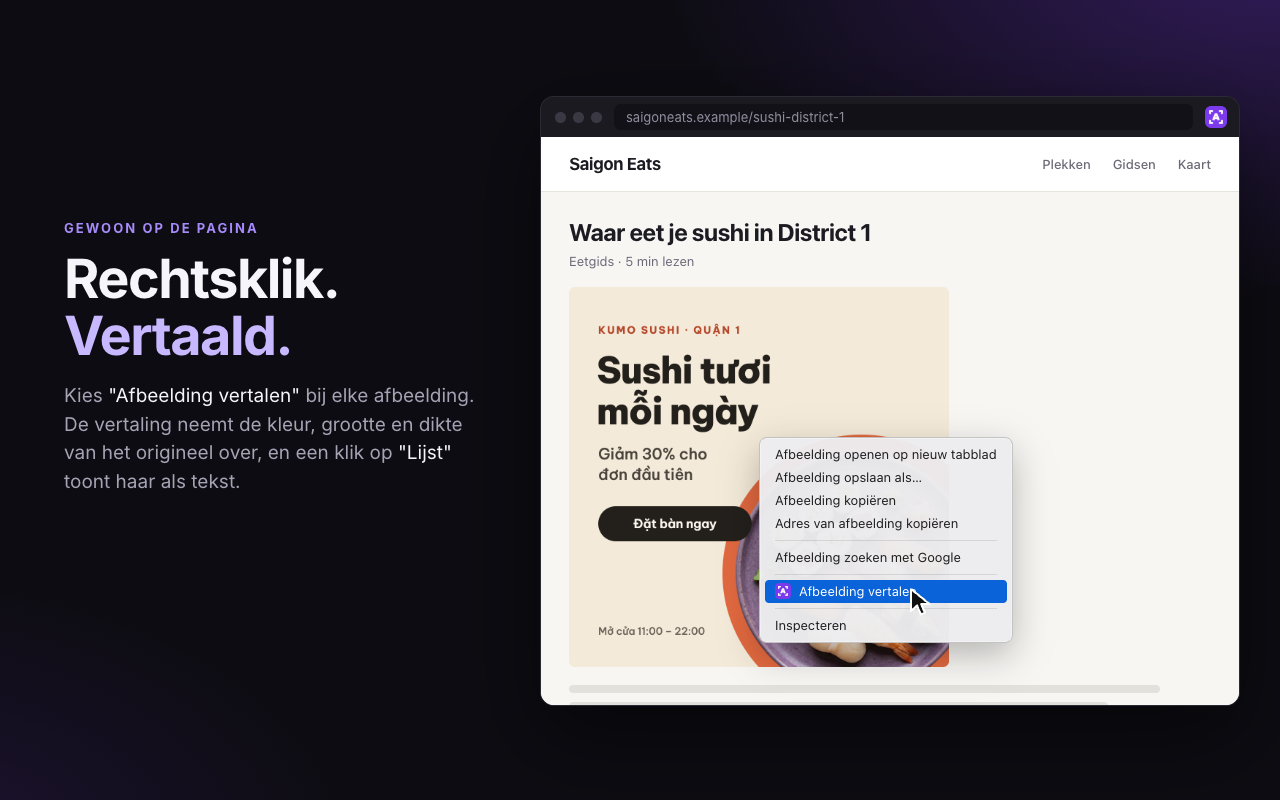 GEWOON OP DE PAGINA
Rechtsklik.
Vertaald.
Kies "Afbeelding vertalen" bij elke afbeelding.
De vertaling neemt de kleur, grootte en dikte
van het origineel over, en een klik op "Lijst"
toont haar als tekst.
saigoneats.example/sushi-district-1
Saigon Eats
Plekken Gidsen Kaart
Waar eet je sushi in District 1
Eetgids · 5 min lezen
KUMO SUSHI · QUẬN 1
Sushi tươi
mỗi ngày
Giảm 30% cho
đơn đầu tiên
Đặt bàn ngay
Mở cửa 11:00 – 22:00
Afbeelding openen op nieuw tabblad
Afbeelding opslaan als...
Afbeelding kopiëren
Adres van afbeelding kopiëren
Afbeelding zoeken met Google
Afbeelding vertalen
Inspecteren